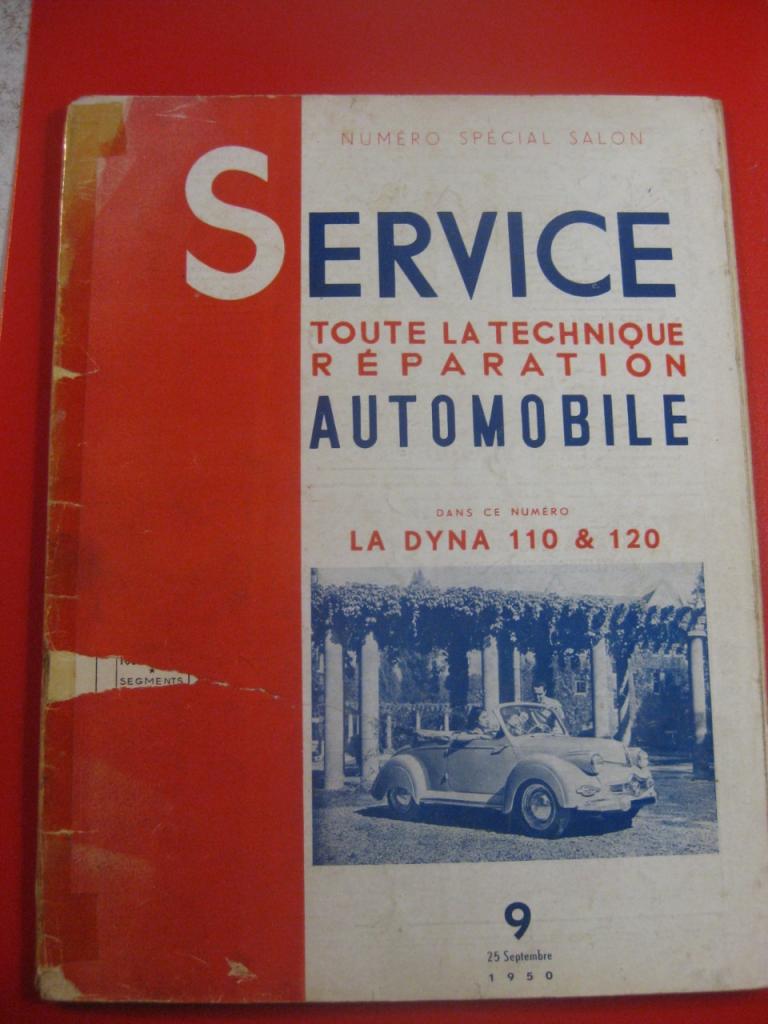 NUMÉRO SPÉCIAL SALON
SERVICE
TOUTE LA TECHNIQUE
RÉPARATION
AUTOMOBILE
DANS CE NUMÉRO
LA DYNA 110 & 120
SEGMENTS
9
25 Septembre
1950